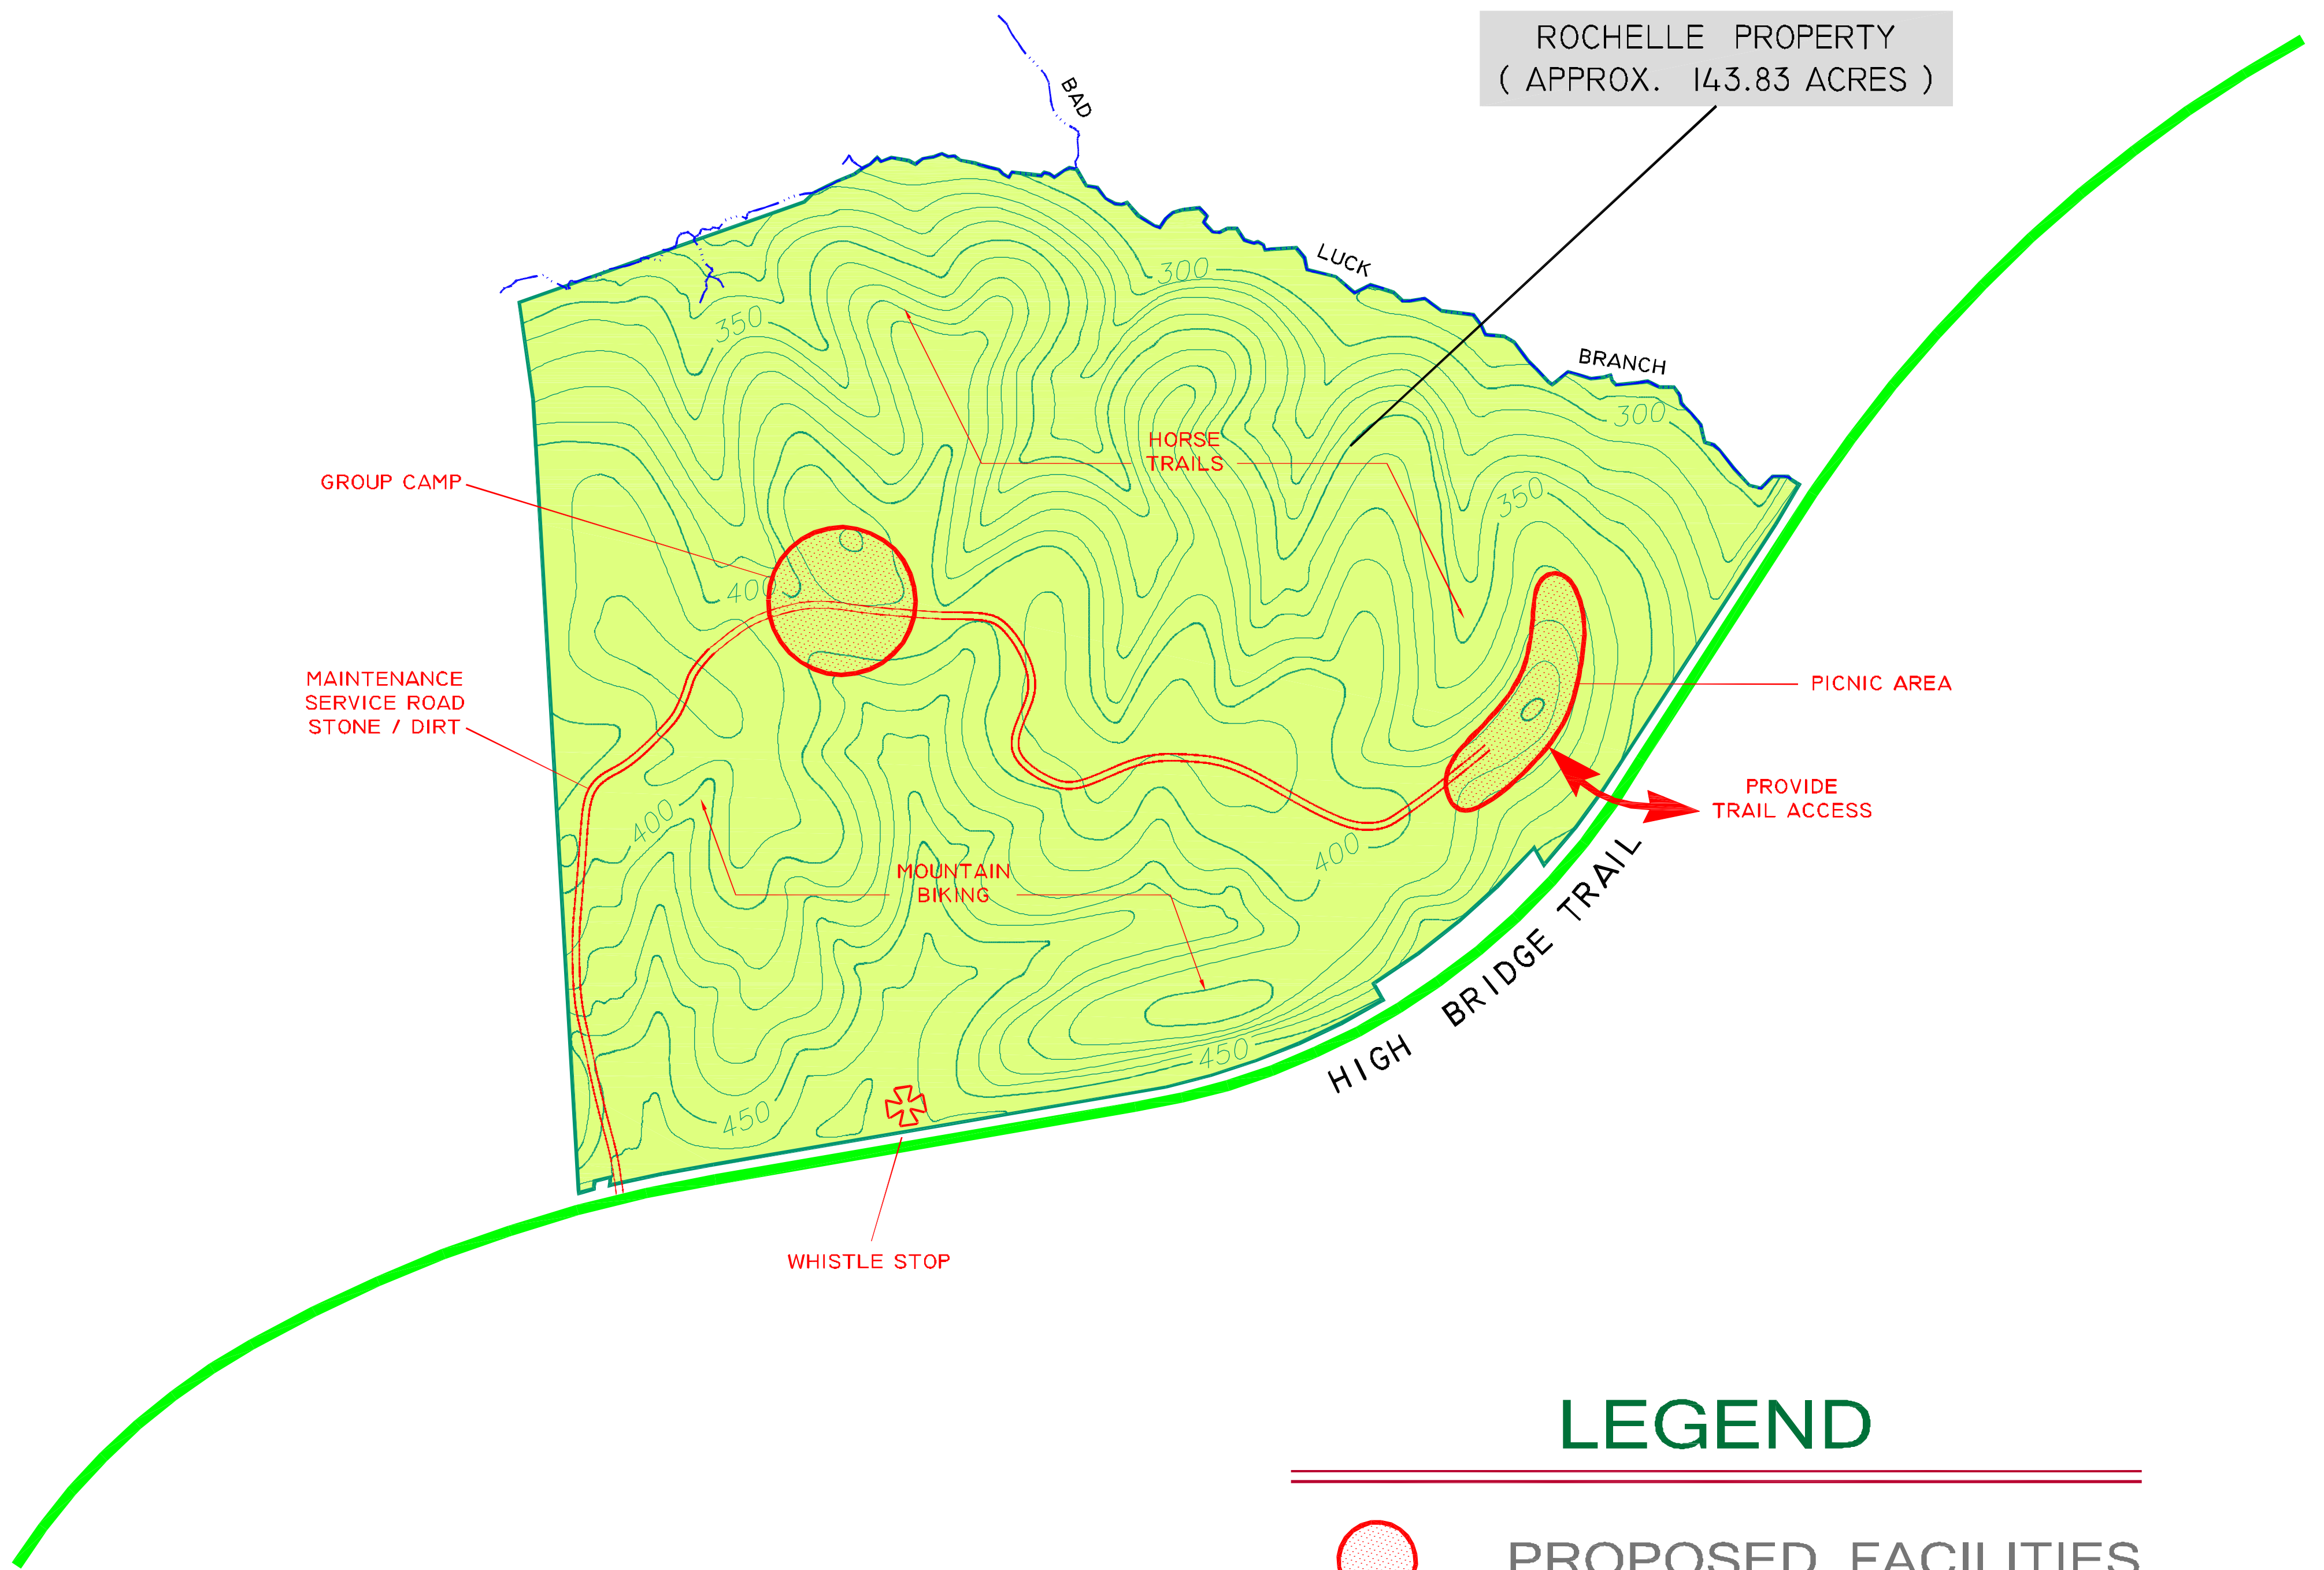 ROCHELLE PROPERTY
( APPROX. 143.83 ACRES )
BAD
LUCK
BRANCH
300
300
350
350
HORSE
TRAILS
GROUP CAMP
400
MAINTENANCE
SERVICE ROAD
STONE / DIRT
PICNIC AREA
PROVIDE
TRAIL ACCESS
400
400
MOUNTAIN
BIKING
HIGH BRIDGE TRAIL
450
450
WHISTLE STOP
LEGEND
PROPOSED FACILITIES